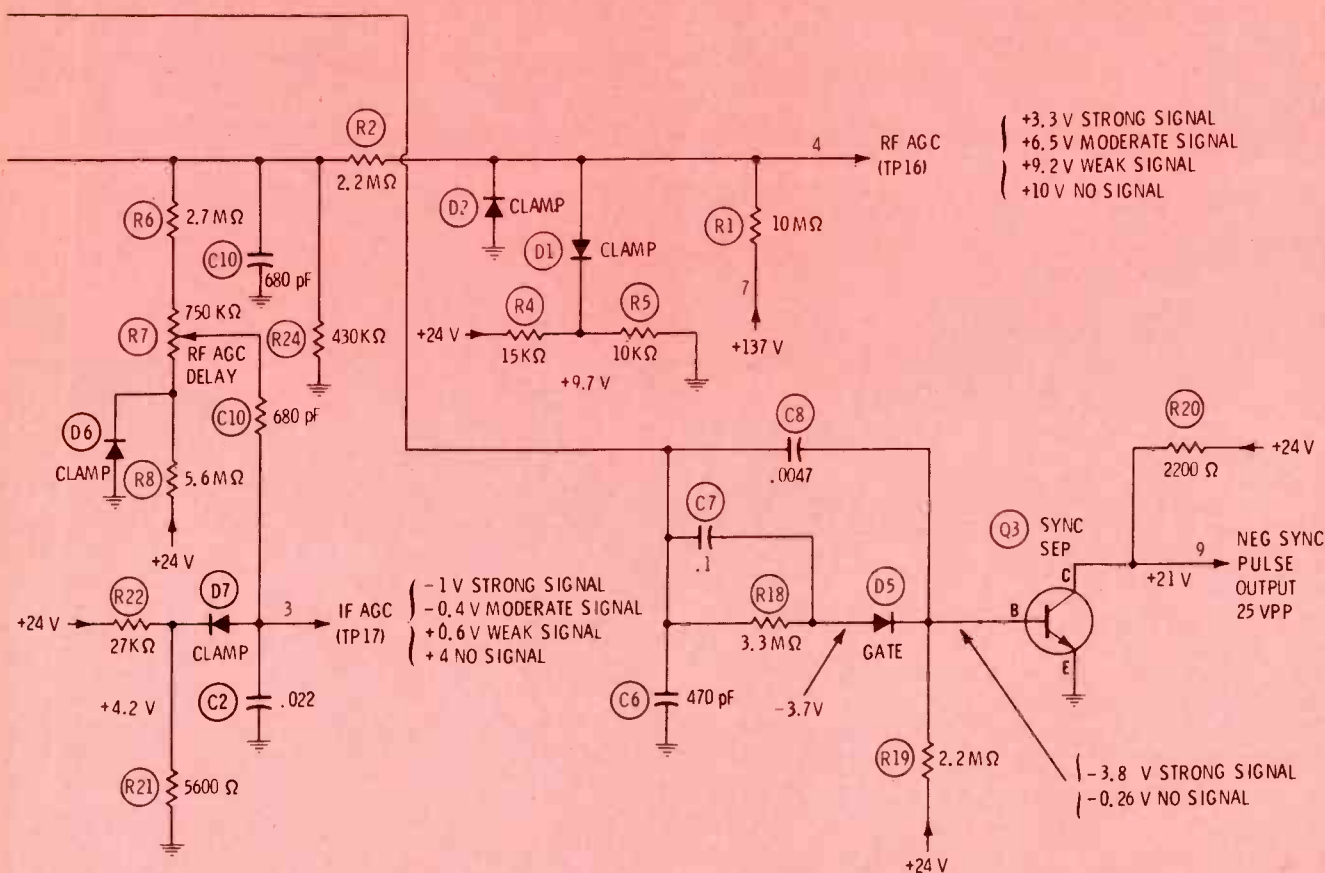 R2
2.2MΩ
4
RF AGC
(TP16)
+3.3 V STRONG SIGNAL
+6.5 V MODERATE SIGNAL
+9.2 V WEAK SIGNAL
+10 V NO SIGNAL
R6
2.7MΩ
C10
680 pF
D2
CLAMP
D1
CLAMP
R1
10MΩ
7
+137 V
750 KΩ
R7
RF AGC
DELAY
R24
430KΩ
+24 V
R4
15KΩ
R5
10KΩ
+9.7 V
C10
680 pF
D6
CLAMP
R8
5.6MΩ
+24 V
C8
.0047
R20
2200 Ω
+24 V
C7
.1
Q3
SYNC
SEP
C
B
E
9
+21 V
NEG SYNC
PULSE
OUTPUT
25 VPP
R22
+24 V
27KΩ
D7
CLAMP
3
IF AGC
(TP17)
-1 V STRONG SIGNAL
-0.4 V MODERATE SIGNAL
+0.6 V WEAK SIGNAL
+4 NO SIGNAL
R18
3.3MΩ
D5
GATE
C2
.022
+4.2 V
C6
470 pF
-3.7V
R21
5600 Ω
R19
2.2MΩ
+24 V
-3.8 V STRONG SIGNAL
-0.26 V NO SIGNAL